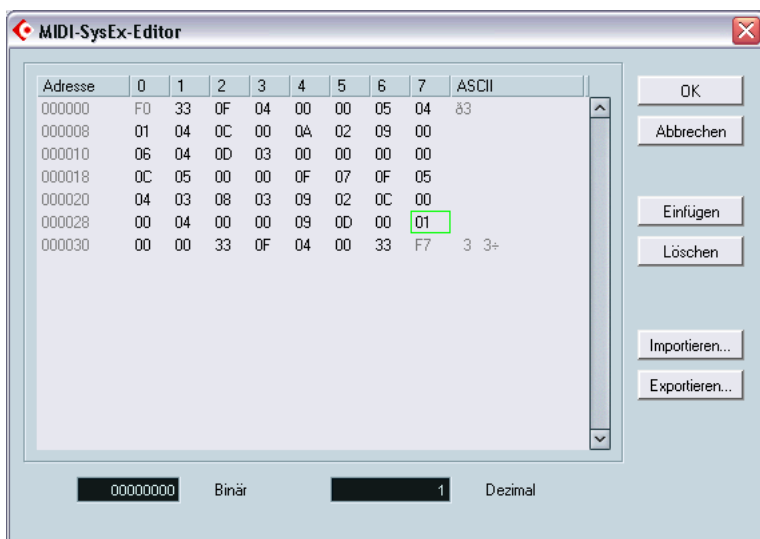 MIDI-SysEx-Editor
Adresse 0 1 2 3 4 5 6 7 ASCII
000000 F0 33 0F 04 00 00 05 04 ð3
000008 01 04 0C 00 0A 02 09 00
000010 06 04 0D 03 00 00 00 00
000018 0C 05 00 00 0F 07 0F 05
000020 04 03 08 03 09 02 0C 00
000028 00 04 00 00 09 0D 00 01
000030 00 00 33 0F 04 00 33 F7 3 3÷
OK
Abbrechen
Einfügen
Löschen
Importieren...
Exportieren...
00000000 Binär 1 Dezimal